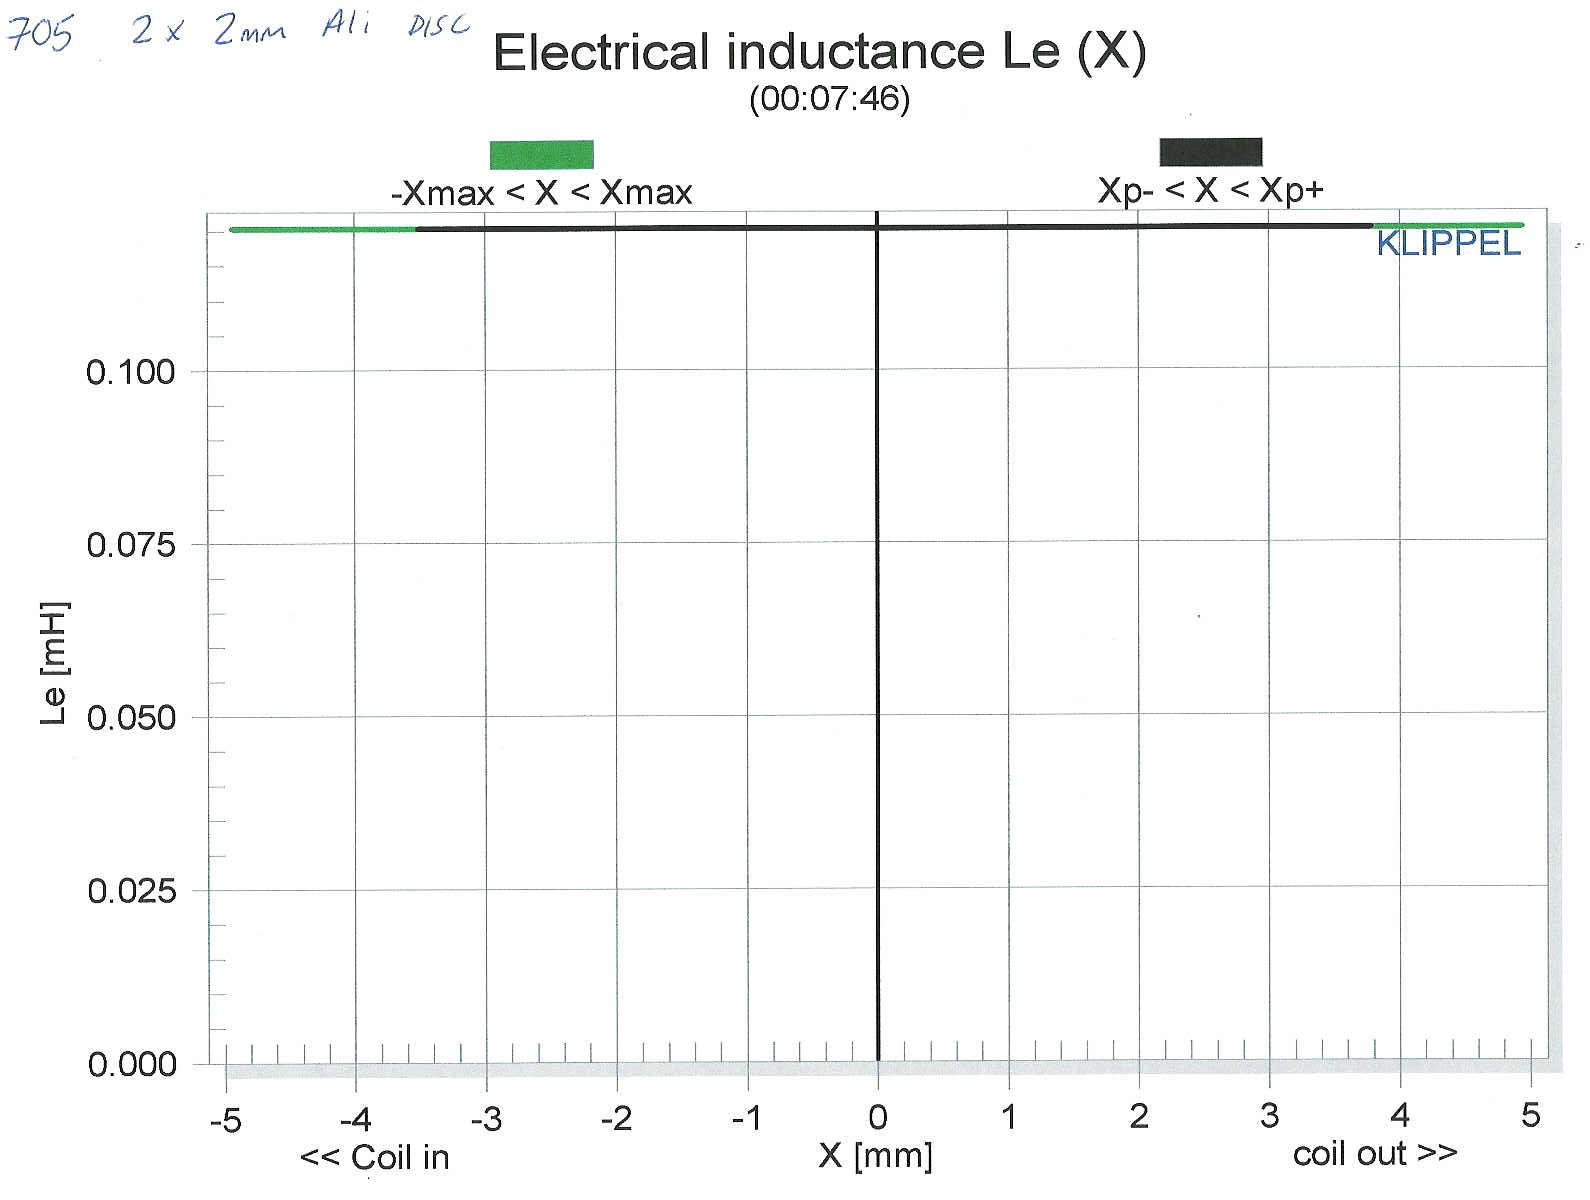 705 2 x 2mm Ali DISC
Electrical inductance Le (X)
(00:07:46)
-Xmax < X < Xmax
Xp- < X < Xp+
KLIPPEL
0.100
0.075
0.050
0.025
0.000
Le [mH]
-5 -4 -3 -2 -1 0 1 2 3 4 5
<< Coil in X [mm] coil out >>